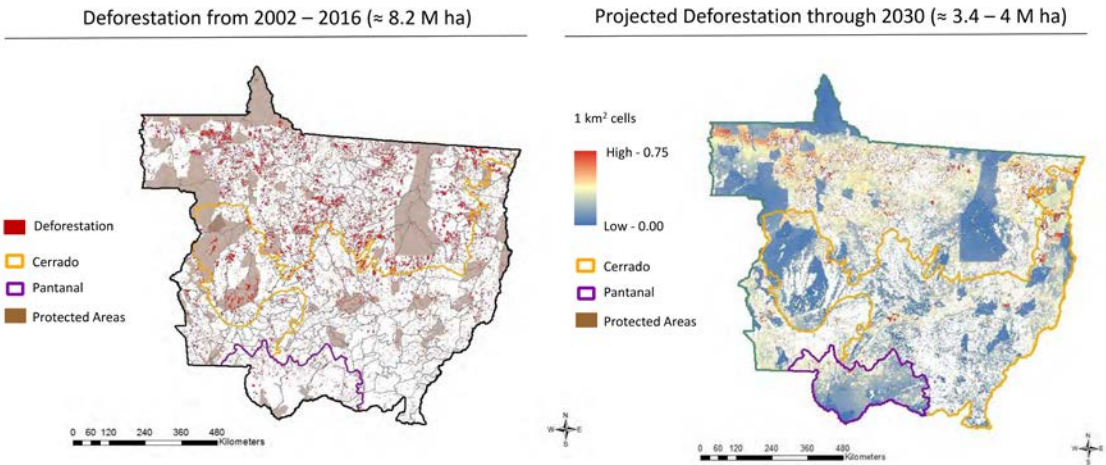 Deforestation from 2002 – 2016 (≈ 8.2 M ha)
Deforestation
Cerrado
Pantanal
Protected Areas
0 60 120 240 360 480
Kilometers
N
W E
S
Projected Deforestation through 2030 (≈ 3.4 – 4 M ha)
1 km² cells
High - 0.75
Low - 0.00
Cerrado
Pantanal
Protected Areas
0 60 120 240 360 480
Kilometers
N
W E
S